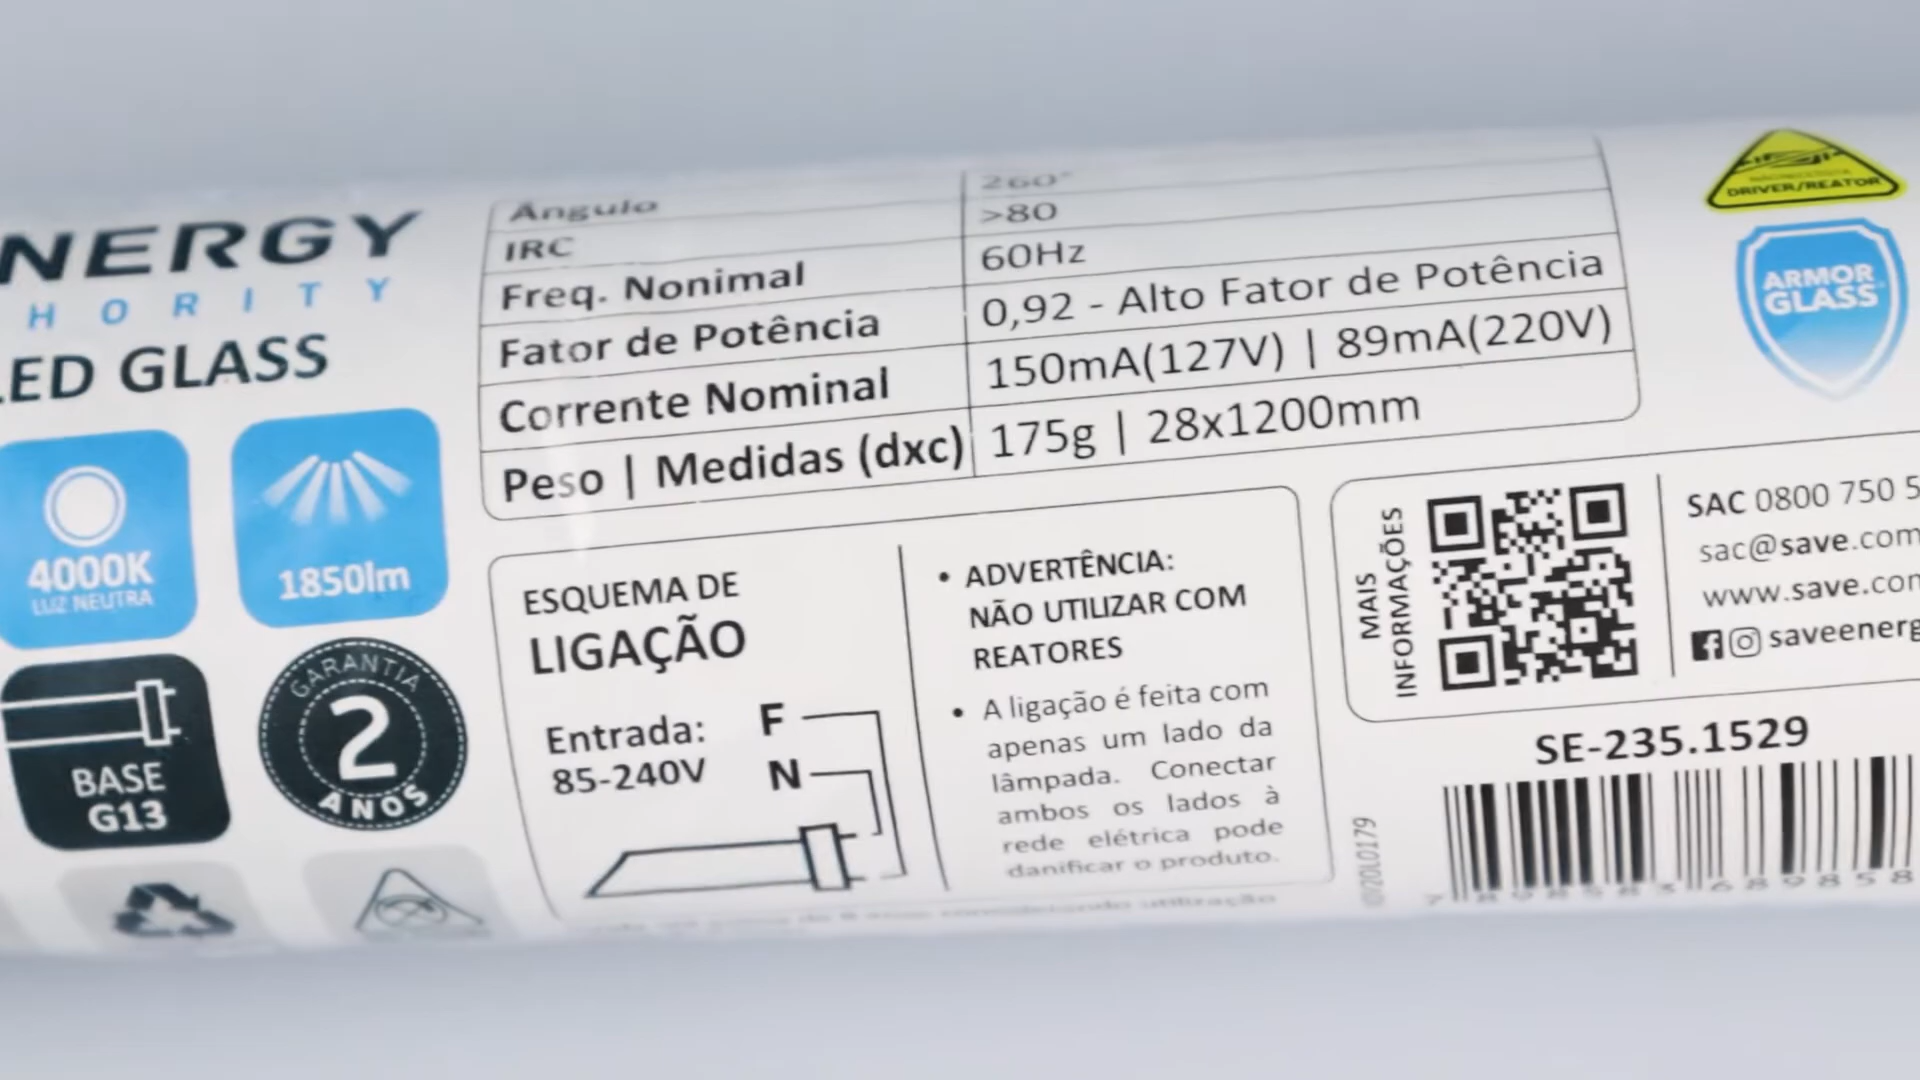 NERGY
HORITY
LED GLASS
4000K
LUZ NEUTRA
1850lm
BASE
G13
GARANTIA
2
ANOS
Ângulo 260°
IRC >80
Freq. Nonimal 60Hz
Fator de Potência 0,92 - Alto Fator de Potência
Corrente Nominal 150mA(127V) | 89mA(220V)
Peso | Medidas (dxc) 175g | 28x1200mm
ESQUEMA DE
LIGAÇÃO
Entrada:
85-240V
F
N
• ADVERTÊNCIA:
NÃO UTILIZAR COM
REATORES
• A ligação é feita com
apenas um lado da
lâmpada. Conectar
ambos os lados à
rede elétrica pode
danificar o produto.
DRIVER/REATOR
ARMOR
GLASS
MAIS
INFORMAÇÕES
SAC 0800 750 5
sac@save.com
www.save.com
saveenerg
SE-235.1529